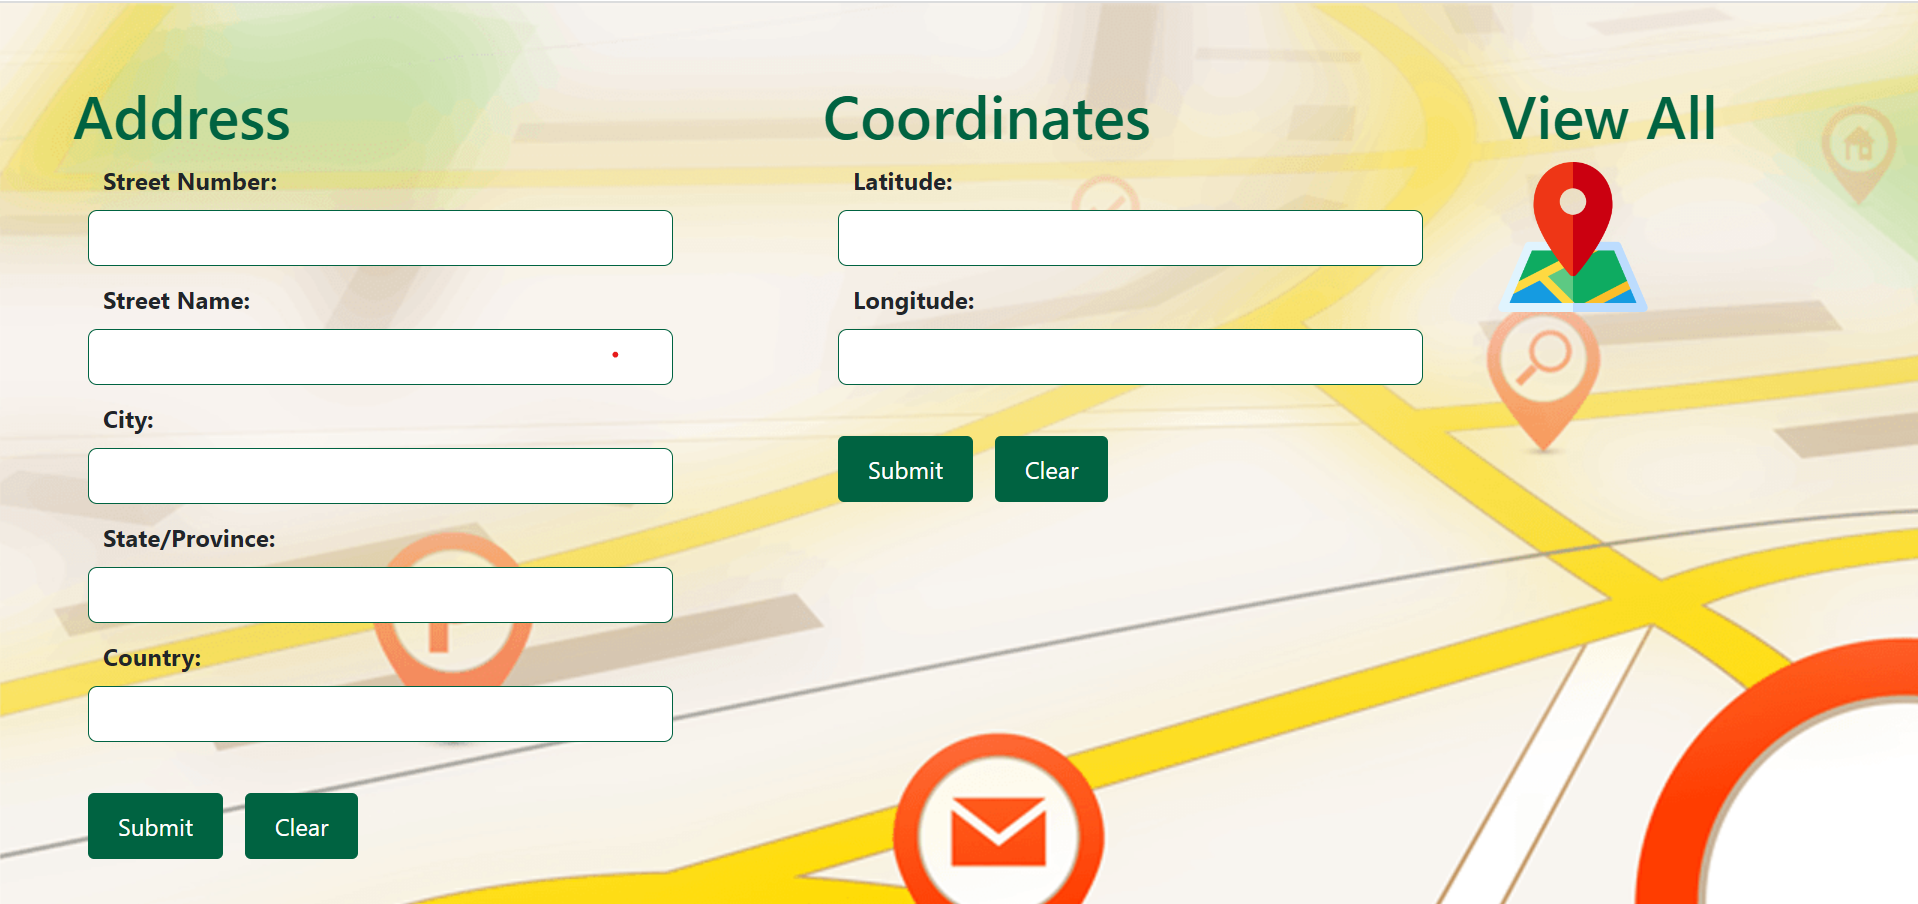 Address
Street Number:
Street Name:
City:
State/Province:
Country:
Submit Clear
Coordinates
Latitude:
Longitude:
Submit Clear
View All